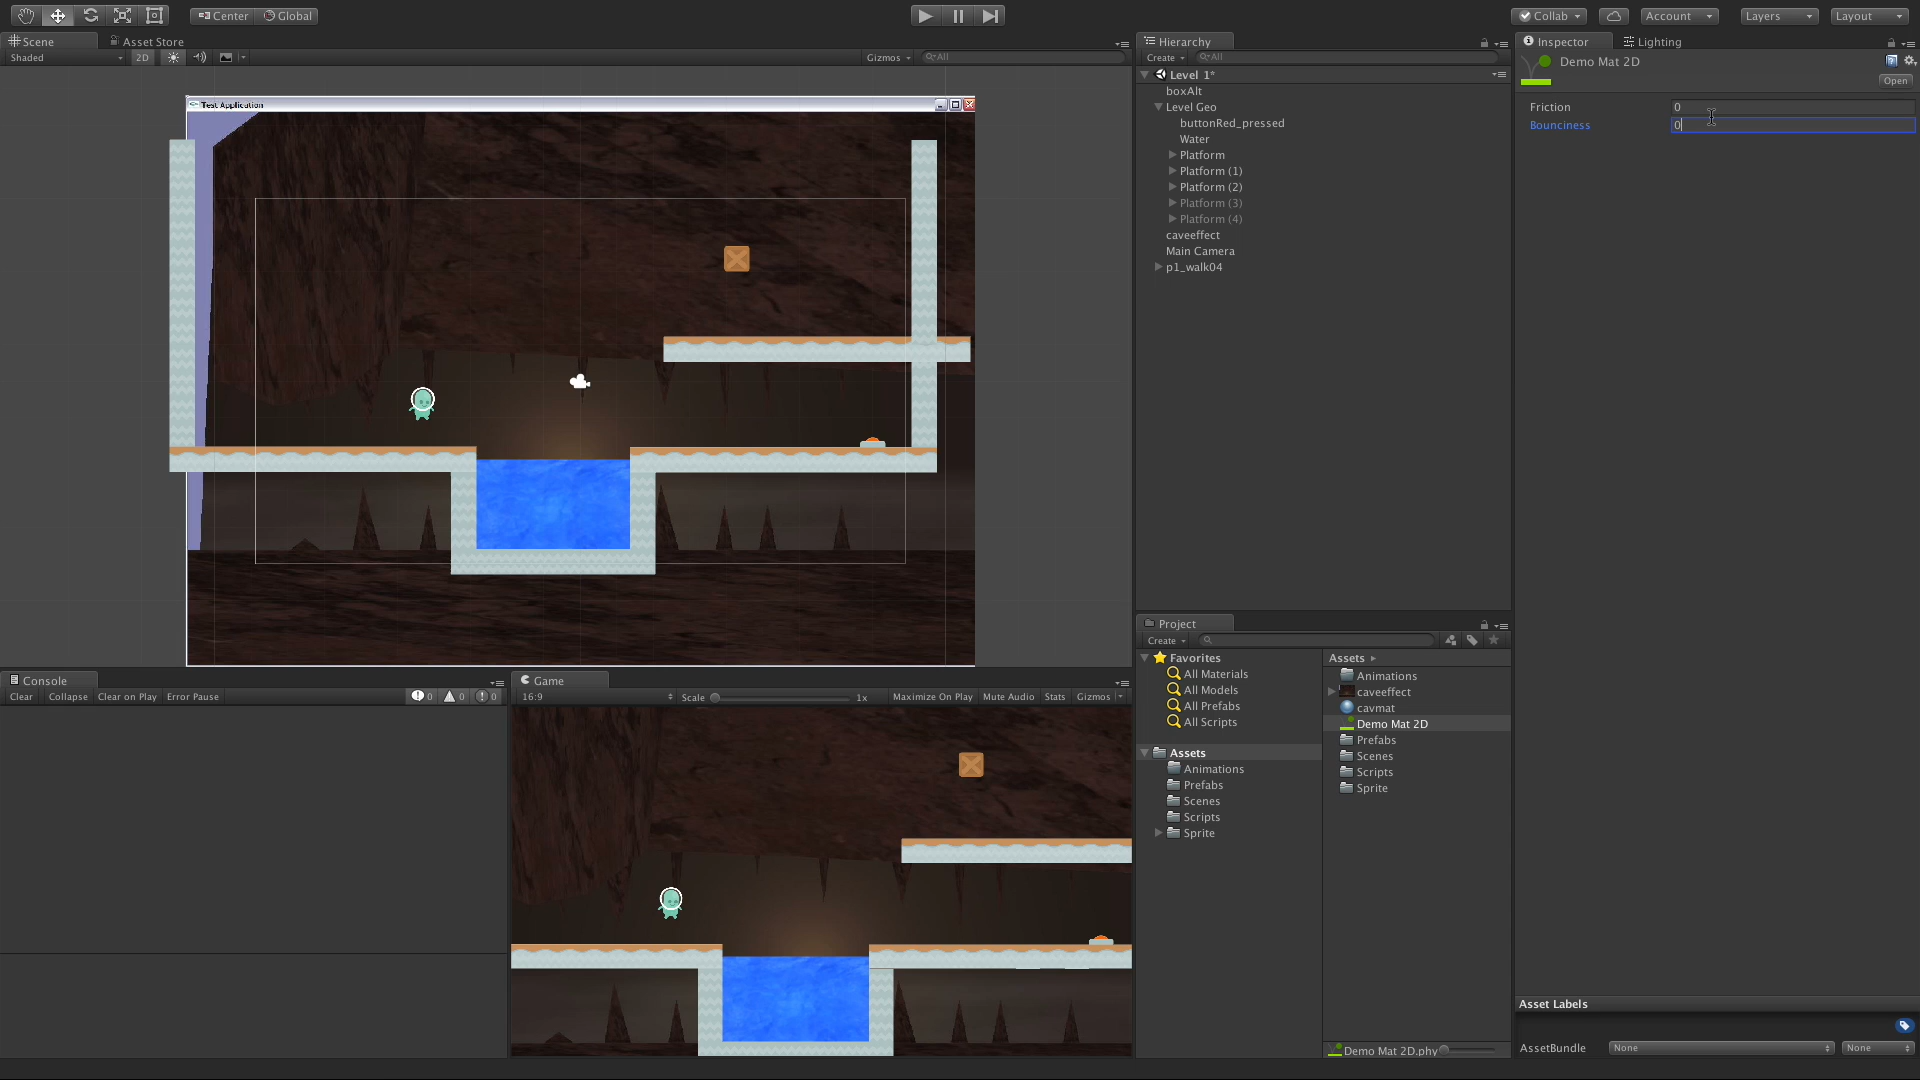 Center
Global
Collab
Account
Layers
Layout
Scene
Asset Store
Shaded
2D
Gizmos
All
Test Application
Hierarchy
Create
All
Level 1*
boxAlt
Level Geo
buttonRed_pressed
Water
Platform
Platform (1)
Platform (2)
Platform (3)
Platform (4)
caveeffect
Main Camera
p1_walk04
Inspector
Lighting
Demo Mat 2D
Open
Friction
0
Bounciness
0
Console
Clear
Collapse
Clear on Play
Error Pause
0
0
0
Game
16:9
Scale
1x
Maximize On Play
Mute Audio
Stats
Gizmos
Project
Create
Favorites
All Materials
All Models
All Prefabs
All Scripts
Assets
Animations
Prefabs
Scenes
Scripts
Sprite
Assets
Animations
caveeffect
cavmat
Demo Mat 2D
Prefabs
Scenes
Scripts
Sprite
Demo Mat 2D.phy
Asset Labels
AssetBundle
None
None